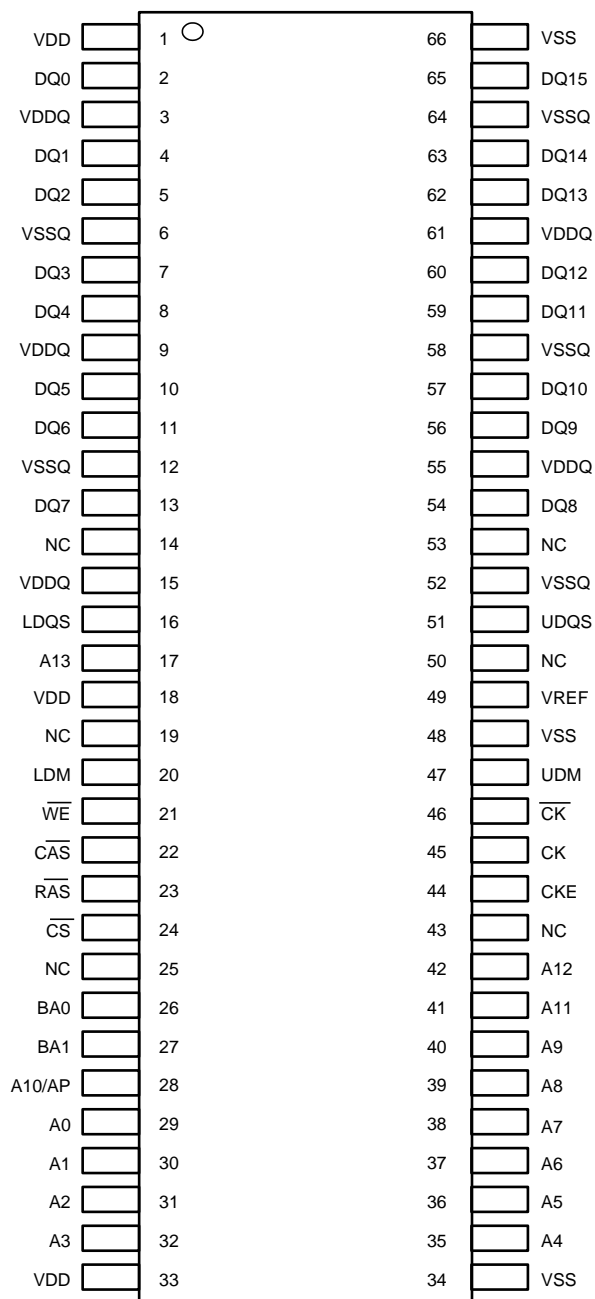 VDD 1 66 VSS
DQ0 2 65 DQ15
VDDQ 3 64 VSSQ
DQ1 4 63 DQ14
DQ2 5 62 DQ13
VSSQ 6 61 VDDQ
DQ3 7 60 DQ12
DQ4 8 59 DQ11
VDDQ 9 58 VSSQ
DQ5 10 57 DQ10
DQ6 11 56 DQ9
VSSQ 12 55 VDDQ
DQ7 13 54 DQ8
NC 14 53 NC
VDDQ 15 52 VSSQ
LDQS 16 51 UDQS
A13 17 50 NC
VDD 18 49 VREF
NC 19 48 VSS
LDM 20 47 UDM
W̅E̅ 21 46 C̅K̅
CA̅S̅ 22 45 CK
RA̅S̅ 23 44 CKE
C̅S̅ 24 43 NC
NC 25 42 A12
BA0 26 41 A11
BA1 27 40 A9
A10/AP 28 39 A8
A0 29 38 A7
A1 30 37 A6
A2 31 36 A5
A3 32 35 A4
VDD 33 34 VSS